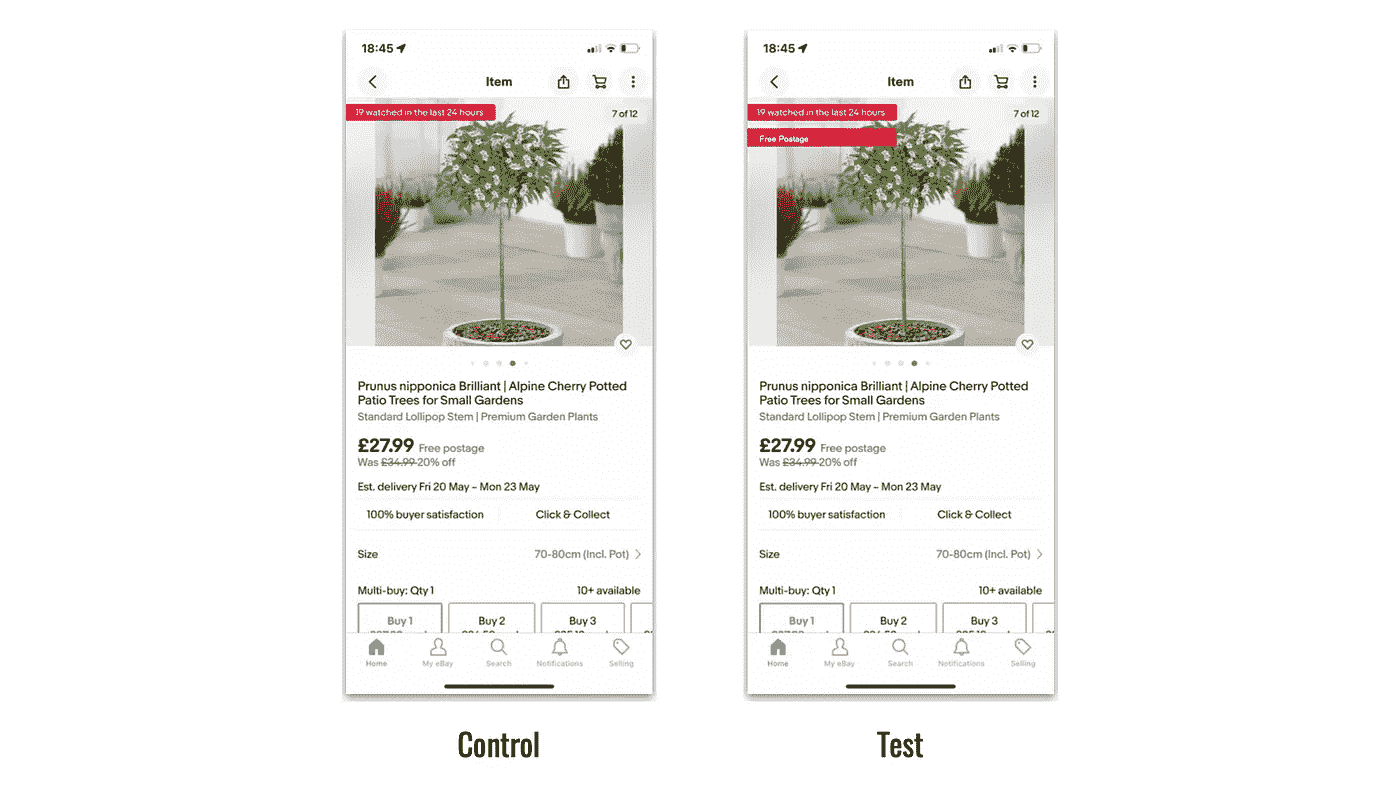 18:45
Item
19 watched in the last 24 hours
7 of 12
Prunus nipponica Brilliant | Alpine Cherry Potted
Patio Trees for Small Gardens
Standard Lollipop Stem | Premium Garden Plants
£27.99 Free postage
Was £34.99 20% off
Est. delivery Fri 20 May – Mon 23 May
100% buyer satisfaction Click & Collect
Size 70-80cm (Incl. Pot)
Multi-buy: Qty 1 10+ available
Buy 1 Buy 2 Buy 3
Home My eBay Search Notifications Selling
Control
18:45
Item
19 watched in the last 24 hours
7 of 12
Free Postage
Prunus nipponica Brilliant | Alpine Cherry Potted
Patio Trees for Small Gardens
Standard Lollipop Stem | Premium Garden Plants
£27.99 Free postage
Was £34.99 20% off
Est. delivery Fri 20 May – Mon 23 May
100% buyer satisfaction Click & Collect
Size 70-80cm (Incl. Pot)
Multi-buy: Qty 1 10+ available
Buy 1 Buy 2 Buy 3
Home My eBay Search Notifications Selling
Test